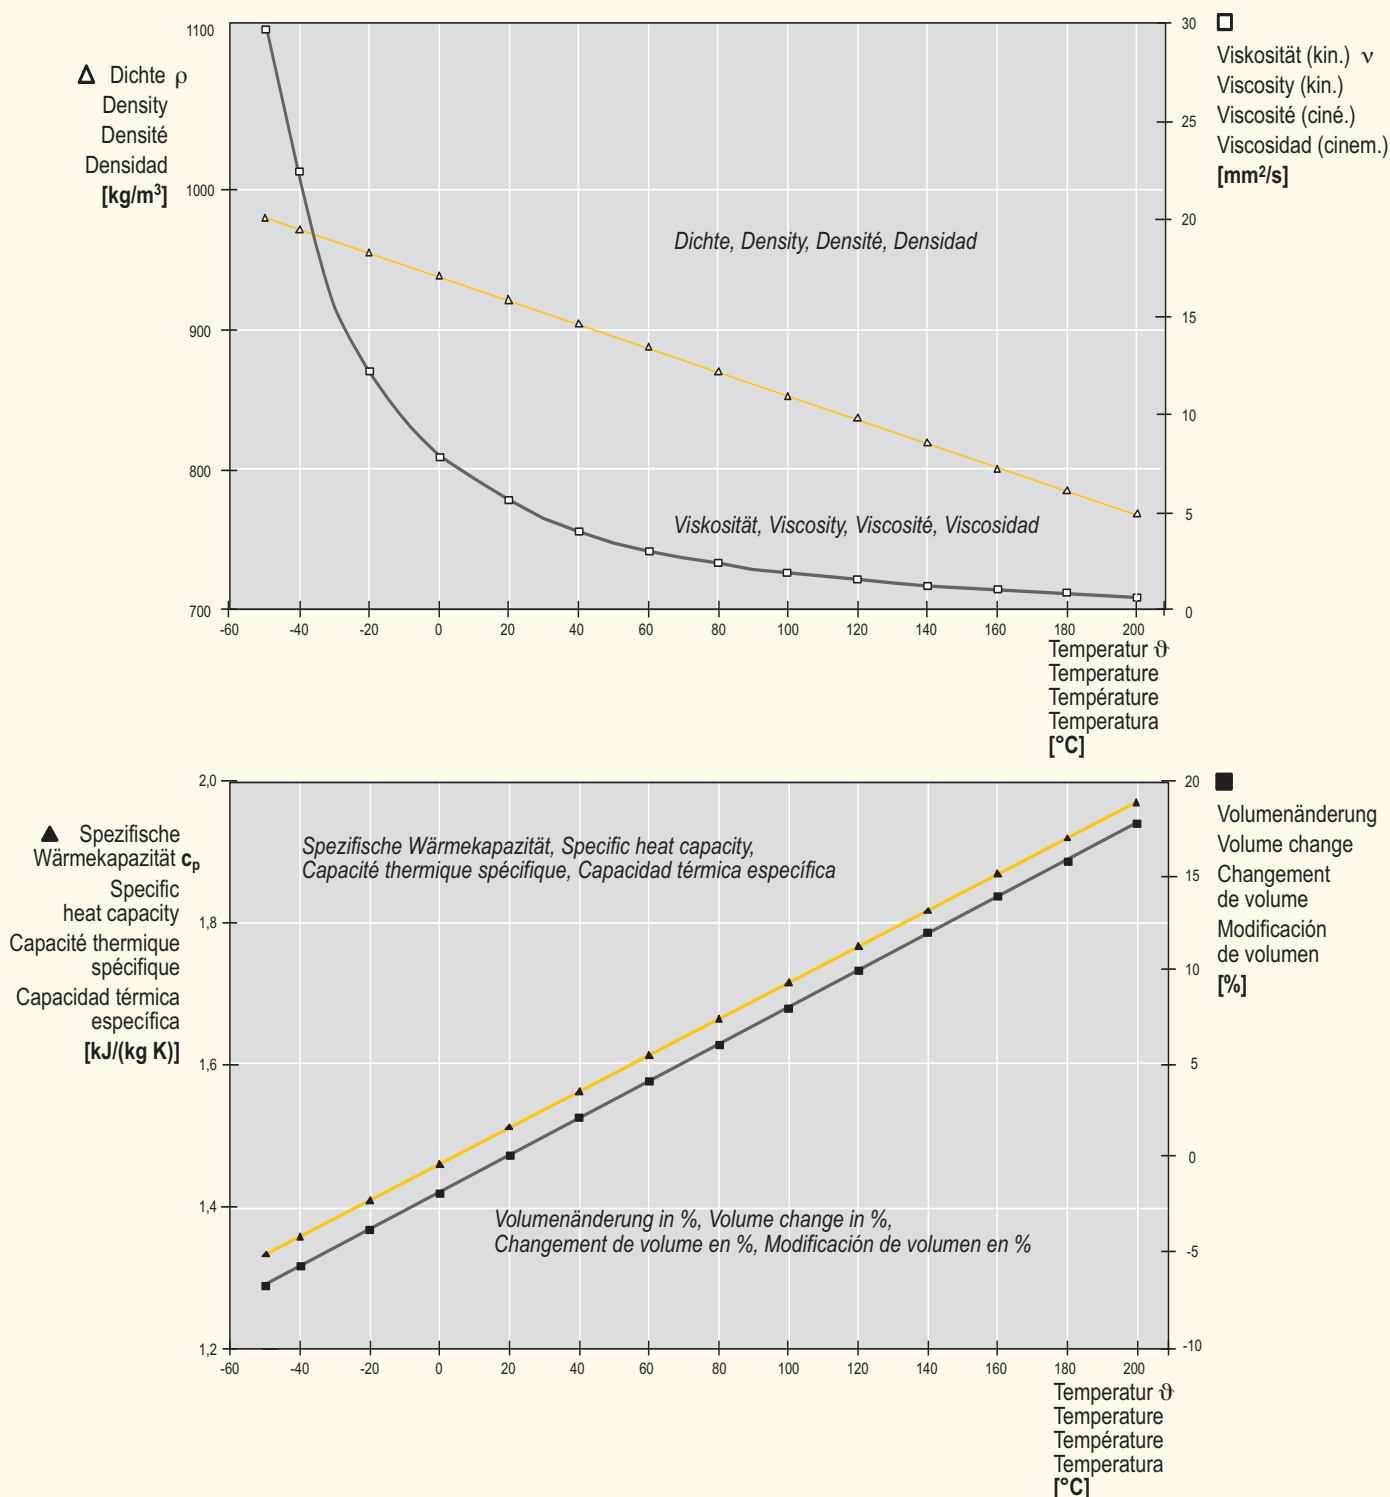 Δ Dichte ρ
Density
Densité
Densidad
[kg/m³]
1100
1000
900
800
700
30
25
20
15
10
5
0
Viskosität (kin.) ν
Viscosity (kin.)
Viscosité (ciné.)
Viscosidad (cinem.)
[mm²/s]
Dichte, Density, Densité, Densidad
Viskosität, Viscosity, Viscosité, Viscosidad
-60 -40 -20 0 20 40 60 80 100 120 140 160 180 200
Temperatur ϑ
Temperature
Température
Temperatura
[°C]
▲ Spezifische
Wärmekapazität cp
Specific
heat capacity
Capacité thermique
spécifique
Capacidad térmica
específica
[kJ/(kg K)]
2,0
1,8
1,6
1,4
1,2
20
15
10
5
0
-5
-10
Volumenänderung
Volume change
Changement
de volume
Modificación
de volumen
[%]
Spezifische Wärmekapazität, Specific heat capacity,
Capacité thermique spécifique, Capacidad térmica específica
Volumenänderung in %, Volume change in %,
Changement de volume en %, Modificación de volumen en %
-60 -40 -20 0 20 40 60 80 100 120 140 160 180 200
Temperatur ϑ
Temperature
Température
Temperatura
[°C]